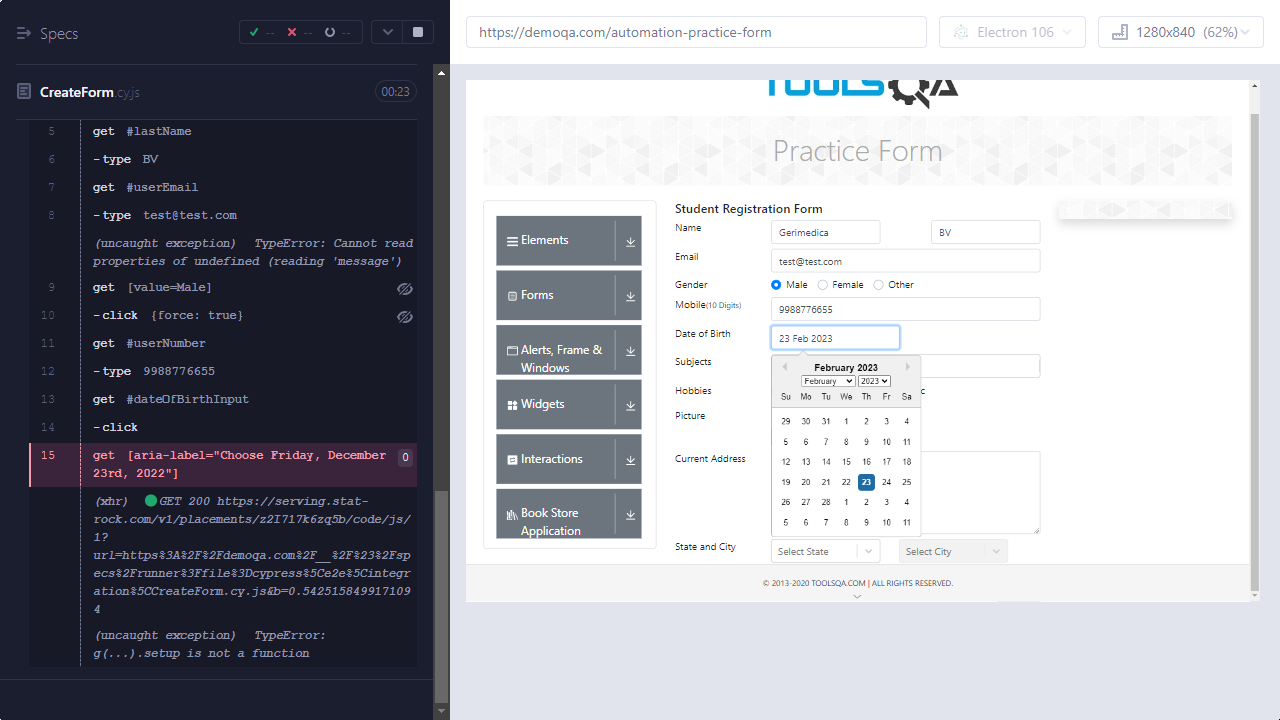 Specs
--
--
--
https://demoqa.com/automation-practice-form
Electron 106
1280x840 (62%)
CreateForm.cy.js
00:23
5 get #lastName
6 -type BV
7 get #userEmail
8 -type test@test.com
(uncaught exception) TypeError: Cannot read
properties of undefined (reading 'message')
9 get [value=Male]
10 -click {force: true}
11 get #userNumber
12 -type 9988776655
13 get #dateOfBirthInput
14 -click
15 get [aria-label="Choose Friday, December
23rd, 2022"]
0
(xhr) GET 200 https://serving.stat-
rock.com/v1/placements/z2I717k6zq5b/code/js/
1?
url=https%3A%2F%2Fdemoqa.com%2F__%2F%23%2Fsp
ecs%2Frunner%3Ffile%3Dcypress%5Ce2e%5Cintegr
ation%5CCreateForm.cy.js&b=0.542515849917109
4
(uncaught exception) TypeError:
g(...).setup is not a function
TOOLSQA
Practice Form
Elements
Forms
Alerts, Frame &
Windows
Widgets
Interactions
Book Store
Application
Student Registration Form
Name
Gerimedica
BV
Email
test@test.com
Gender
Male
Female
Other
Mobile(10 Digits)
9988776655
Date of Birth
23 Feb 2023
Subjects
Hobbies
c
Picture
Current Address
February 2023
February
2023
Su Mo Tu We Th Fr Sa
29 30 31 1 2 3 4
5 6 7 8 9 10 11
12 13 14 15 16 17 18
19 20 21 22 23 24 25
26 27 28 1 2 3 4
5 6 7 8 9 10 11
State and City
Select State
Select City
© 2013-2020 TOOLSQA.COM | ALL RIGHTS RESERVED.